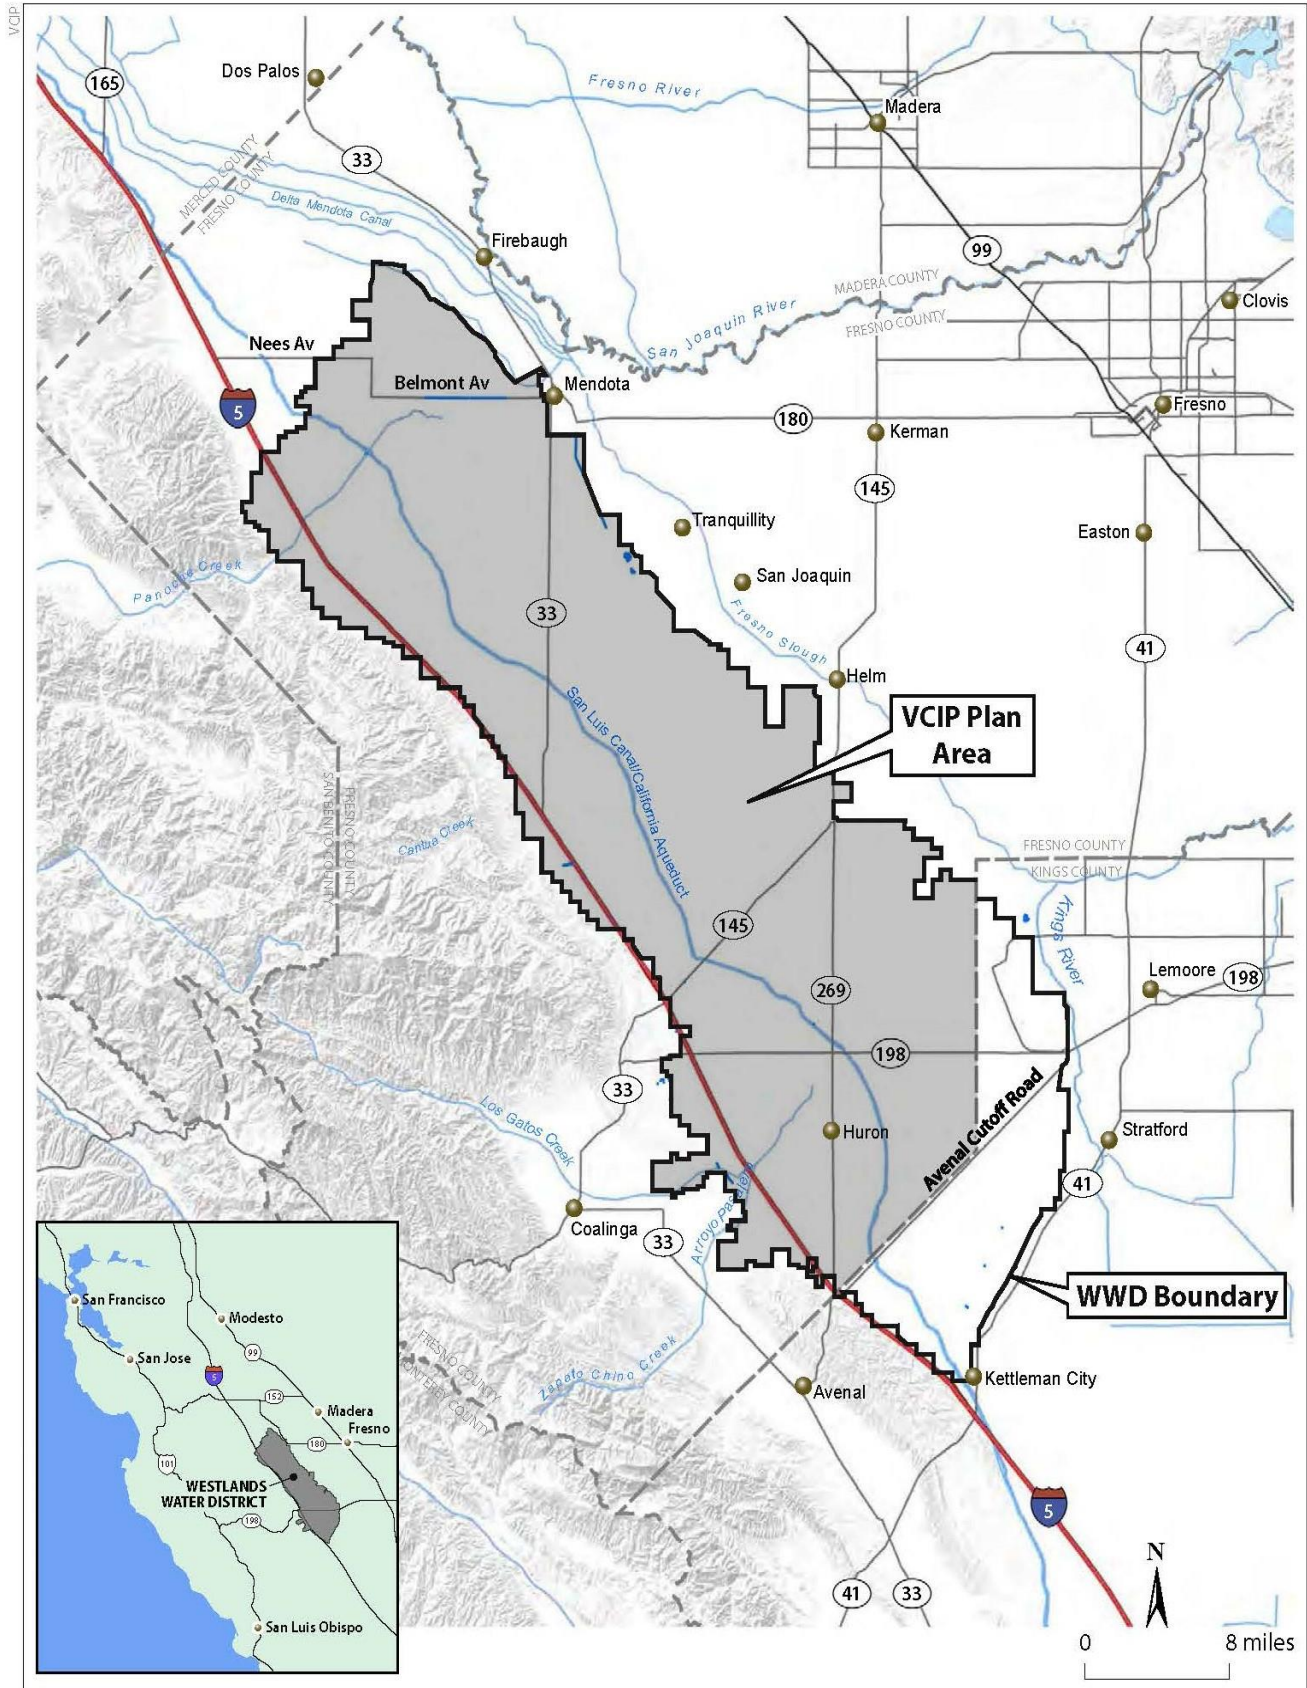 VCIP
165
Dos Palos
Fresno River
Madera
33
MERCED COUNTY
FRESNO COUNTY
Delta Mendota Canal
Firebaugh
99
MADERA COUNTY
FRESNO COUNTY
San Joaquin River
Clovis
Nees Av
Belmont Av
Mendota
5
180
Fresno
Kerman
145
Tranquillity
Easton
San Joaquin
Panoche Creek
33
Fresno Slough
41
Helm
VCIP Plan
Area
San Luis Canal/California Aqueduct
SAN BENITO COUNTY
FRESNO COUNTY
Cantua Creek
FRESNO COUNTY
KINGS COUNTY
145
Kings River
Lemoore
198
269
198
33
Los Gatos Creek
Avenal Cutoff Road
Huron
Stratford
41
Arroyo Pasajero
Coalinga
33
WWD Boundary
FRESNO COUNTY
MONTEREY COUNTY
Zapato Chino Creek
Avenal
Kettleman City
5
41
33
N
0
8 miles
San Francisco
Modesto
99
San Jose
5
152
Madera
Fresno
180
101
WESTLANDS
WATER DISTRICT
198
San Luis Obispo